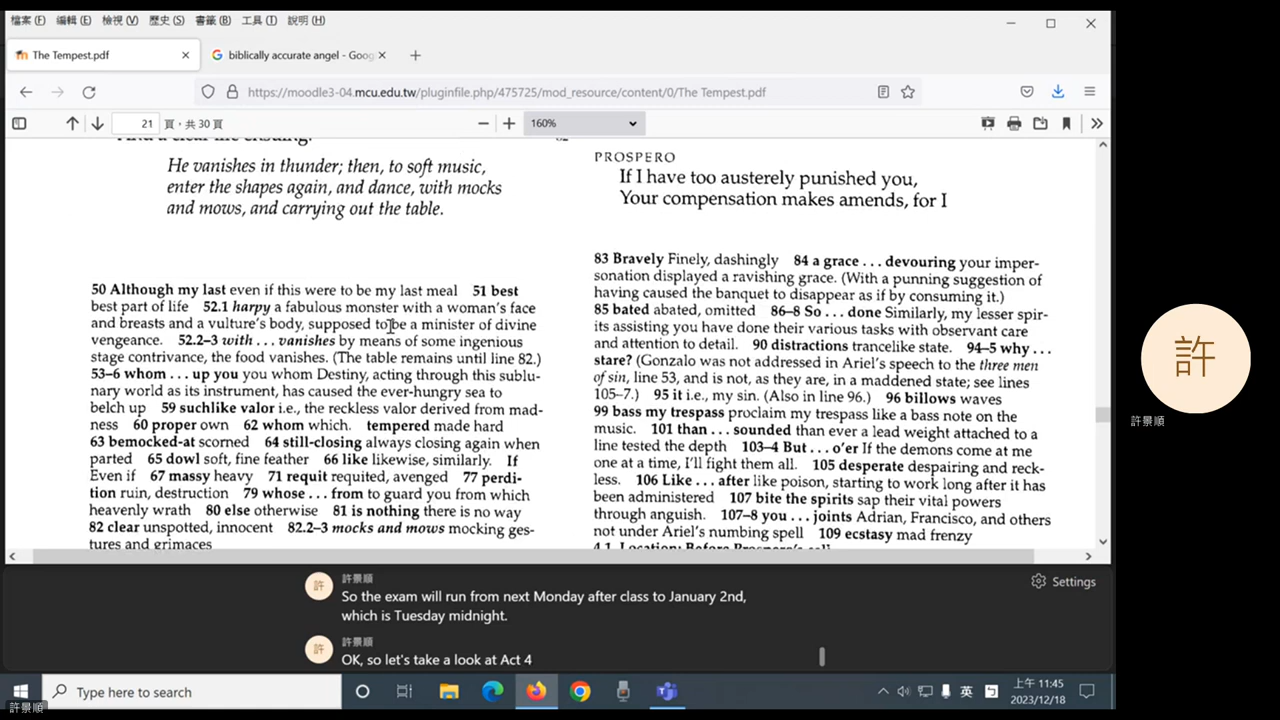 檔案 (F) 編輯 (E) 檢視 (V) 歷史 (S) 書籤 (B) 工具 (T) 說明 (H)
The Tempest.pdf
biblically accurate angel - Goog
https://moodle3-04.mcu.edu.tw/pluginfile.php/475725/mod_resource/content/0/The Tempest.pdf
21 頁，共 30 頁
160%
He vanishes in thunder; then, to soft music,
enter the shapes again, and dance, with mocks
and mows, and carrying out the table.
50 Although my last even if this were to be my last meal 51 best
best part of life 52.1 harpy a fabulous monster with a woman's face
and breasts and a vulture's body, supposed to be a minister of divine
vengeance. 52.2–3 with . . . vanishes by means of some ingenious
stage contrivance, the food vanishes. (The table remains until line 82.)
53–6 whom . . . up you you whom Destiny, acting through this sublu-
nary world as its instrument, has caused the ever-hungry sea to
belch up 59 suchlike valor i.e., the reckless valor derived from mad-
ness 60 proper own 62 whom which. tempered made hard
63 bemocked-at scorned 64 still-closing always closing again when
parted 65 dowl soft, fine feather 66 like likewise, similarly. If
Even if 67 massy heavy 71 requit requited, avenged 77 perdi-
tion ruin, destruction 79 whose . . . from to guard you from which
heavenly wrath 80 else otherwise 81 is nothing there is no way
82 clear unspotted, innocent 82.2–3 mocks and mows mocking ges-
tures and grimaces
PROSPERO
If I have too austerely punished you,
Your compensation makes amends, for I
83 Bravely Finely, dashingly 84 a grace . . . devouring your imper-
sonation displayed a ravishing grace. (With a punning suggestion of
having caused the banquet to disappear as if by consuming it.)
85 bated abated, omitted 86–8 So . . . done Similarly, my lesser spir-
its assisting you have done their various tasks with observant care
and attention to detail. 90 distractions trancelike state. 94–5 why . . .
stare? (Gonzalo was not addressed in Ariel's speech to the three men
of sin, line 53, and is not, as they are, in a maddened state; see lines
105–7.) 95 it i.e., my sin. (Also in line 96.) 96 billows waves
99 bass my trespass proclaim my trespass like a bass note on the
music. 101 than . . . sounded than ever a lead weight attached to a
line tested the depth 103–4 But . . . o'er If the demons come at me
one at a time, I'll fight them all. 105 desperate despairing and reck-
less. 106 Like . . . after like poison, starting to work long after it has
been administered 107 bite the spirits sap their vital powers
through anguish. 107–8 you . . . joints Adrian, Francisco, and others
not under Ariel's numbing spell 109 ecstasy mad frenzy
4.1 Location: Before Prospero's cell
許景順
So the exam will run from next Monday after class to January 2nd,
which is Tuesday midnight.
許景順
OK, so let's take a look at Act 4
Settings
許
許
許
許景順
Type here to search
英
上午 11:45
2023/12/18
許景順